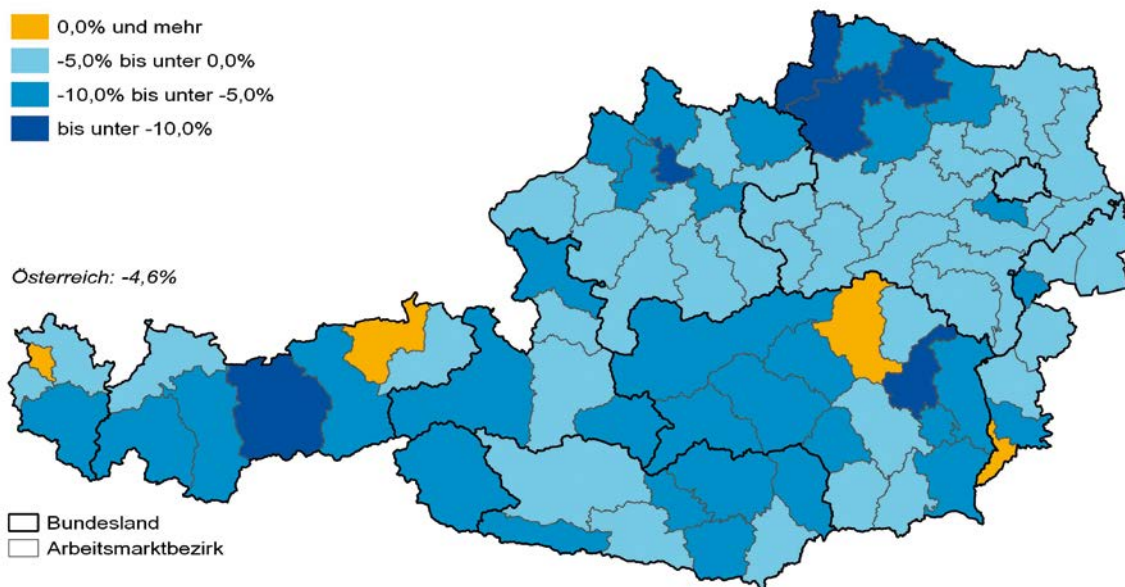 0,0% und mehr
-5,0% bis unter 0,0%
-10,0% bis unter -5,0%
bis unter -10,0%
Österreich: -4,6%
Bundesland
Arbeitsmarktbezirk